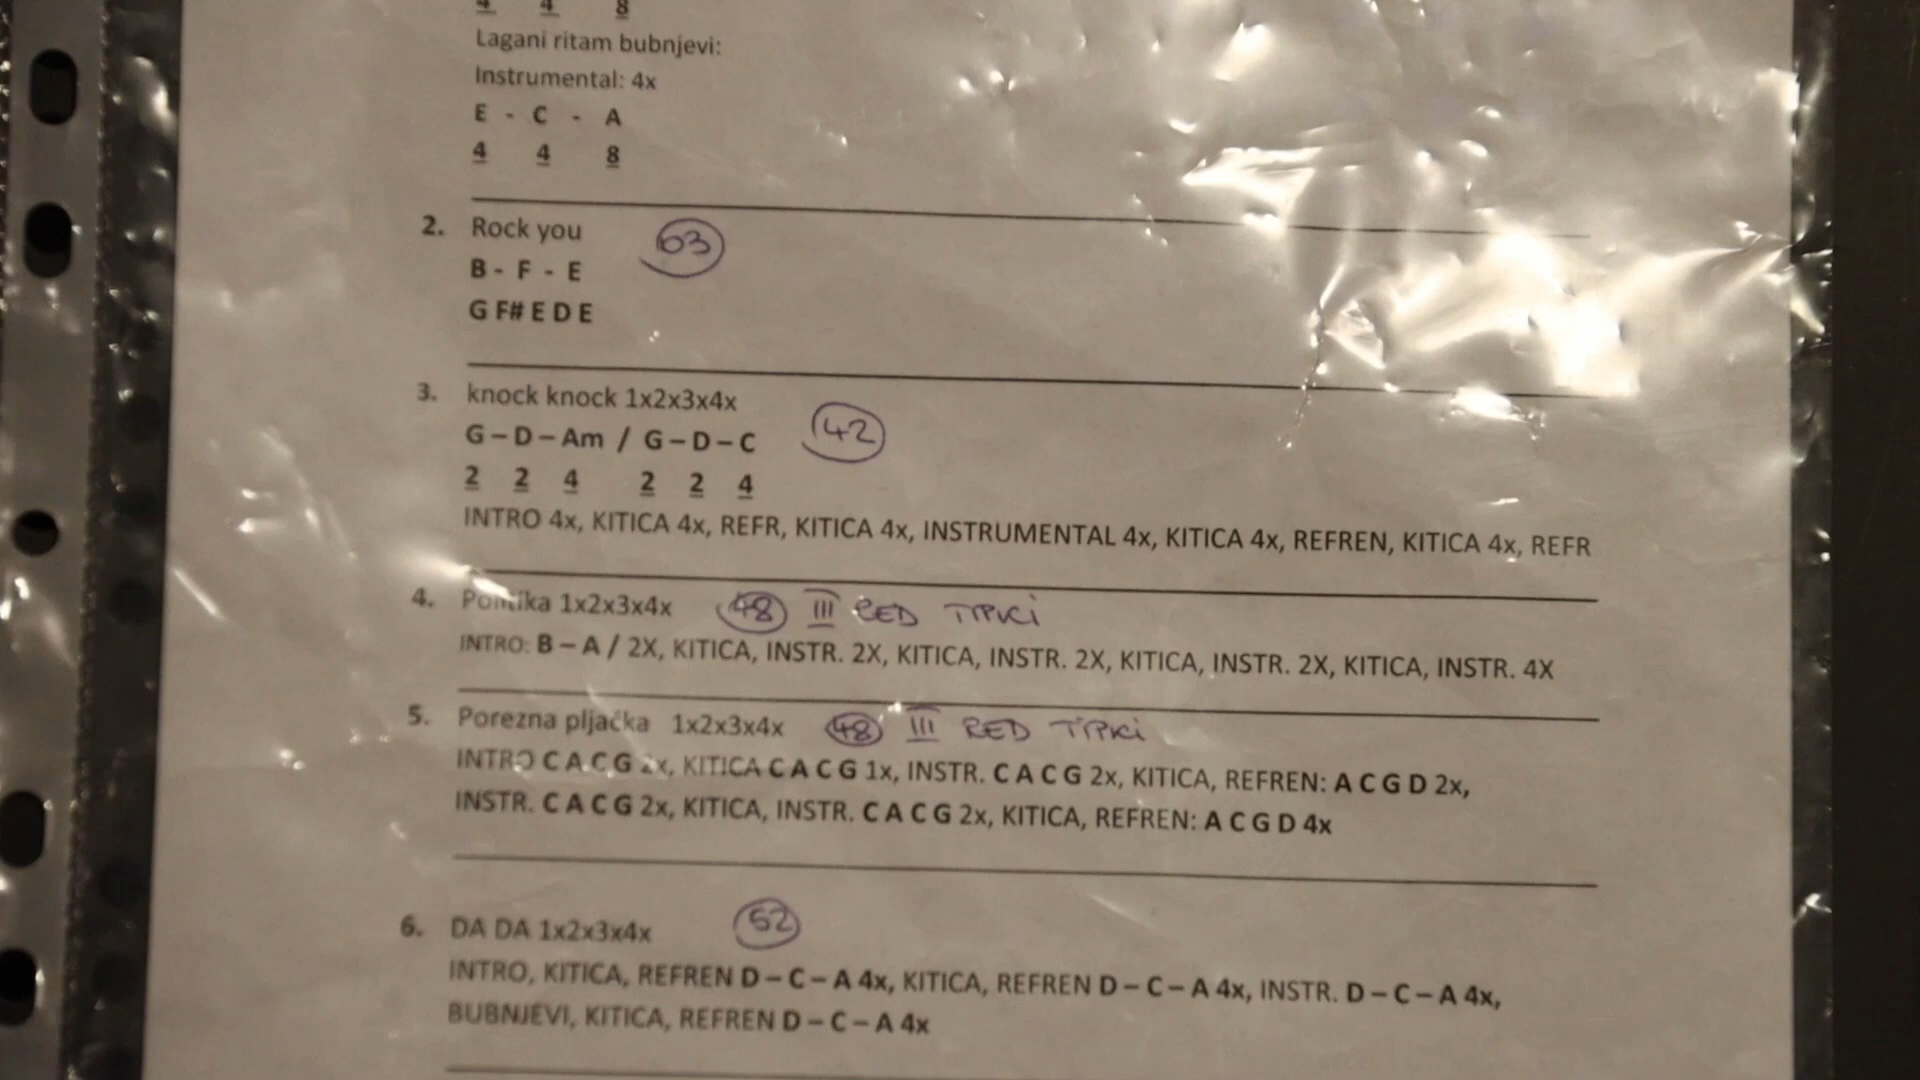 4 4 8
Lagani ritam bubnjevi:
Instrumental: 4x
E - C - A
4 4 8
2. Rock you 63
B - F - E
G F# E D E
3. knock knock 1x2x3x4x 42
G – D – Am / G – D – C
2 2 4 2 2 4
INTRO 4x, KITICA 4x, REFR, KITICA 4x, INSTRUMENTAL 4x, KITICA 4x, REFREN, KITICA 4x, REFR
4. Politika 1x2x3x4x 48 III RED TIPKI
INTRO: B – A / 2X, KITICA, INSTR. 2X, KITICA, INSTR. 2X, KITICA, INSTR. 2X, KITICA, INSTR. 4X
5. Porezna pljačka 1x2x3x4x 48 III RED TIPKI
INTRO C A C G 2x, KITICA C A C G 1x, INSTR. C A C G 2x, KITICA, REFREN: A C G D 2x,
INSTR. C A C G 2x, KITICA, INSTR. C A C G 2x, KITICA, REFREN: A C G D 4x
6. DA DA 1x2x3x4x 52
INTRO, KITICA, REFREN D – C – A 4x, KITICA, REFREN D – C – A 4x, INSTR. D – C – A 4x,
BUBNJEVI, KITICA, REFREN D – C – A 4x